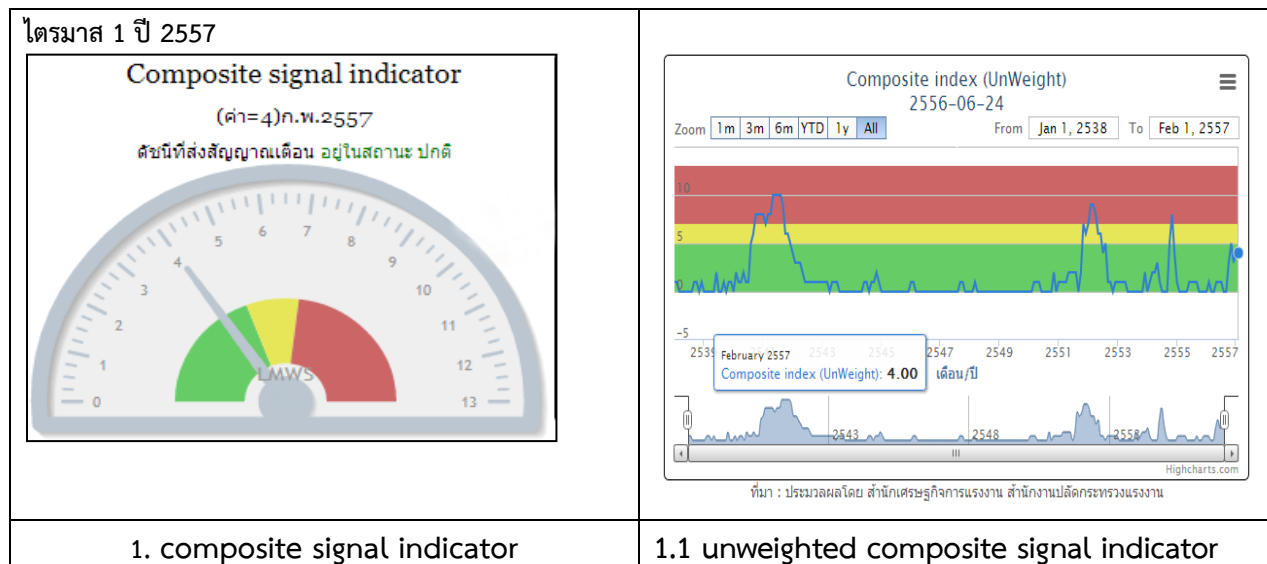 ไตรมาส 1 ปี 2557
Composite signal indicator
(ค่า=4)ก.พ.2557
ดัชนีที่ส่งสัญญาณเตือน อยู่ในสถานะ ปกติ
0 1 2 3 4 5 6 7 8 9 10 11 12 13
LMWS
Composite index (UnWeight)
2556-06-24
Zoom 1m 3m 6m YTD 1y All From Jan 1, 2538 To Feb 1, 2557
10
5
0
-5
2539 2541 2543 2545 2547 2549 2551 2553 2555 2557
February 2557
Composite index (UnWeight): 4.00
เดือน/ปี
2543 2548 2553
Highcharts.com
ที่มา : ประมวลผลโดย สำนักเศรษฐกิจการแรงงาน สำนักงานปลัดกระทรวงแรงงาน
1. composite signal indicator
1.1 unweighted composite signal indicator